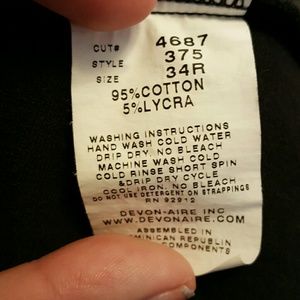 CUT# 4687
STYLE 375
SIZE 34R
95%COTTON
5%LYCRA
WASHING INSTRUCTIONS
HAND WASH COLD WATER
DRIP DRY, NO BLEACH
MACHINE WASH COLD
COLD RINSE SHORT SPIN
&DRIP DRY CYCLE
COOL IRON, NO BLEACH
DO NOT USE DETERGENT ON STRAPPINGS
RN 92912
DEVON-AIRE INC
WWW.DEVONAIRE.COM
ASSEMBLED IN
MINICAN REPUBLIN
COMPONENTS